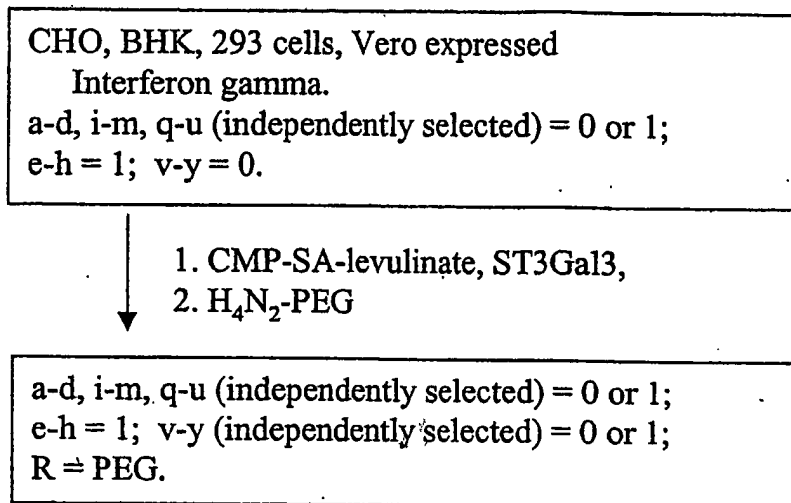 CHO, BHK, 293 cells, Vero expressed
Interferon gamma.
a-d, i-m, q-u (independently selected) = 0 or 1;
e-h = 1; v-y = 0.
1. CMP-SA-levulinate, ST3Gal3,
2. H₄N₂-PEG
a-d, i-m, q-u (independently selected) = 0 or 1;
e-h = 1; v-y (independently selected) = 0 or 1;
R = PEG.